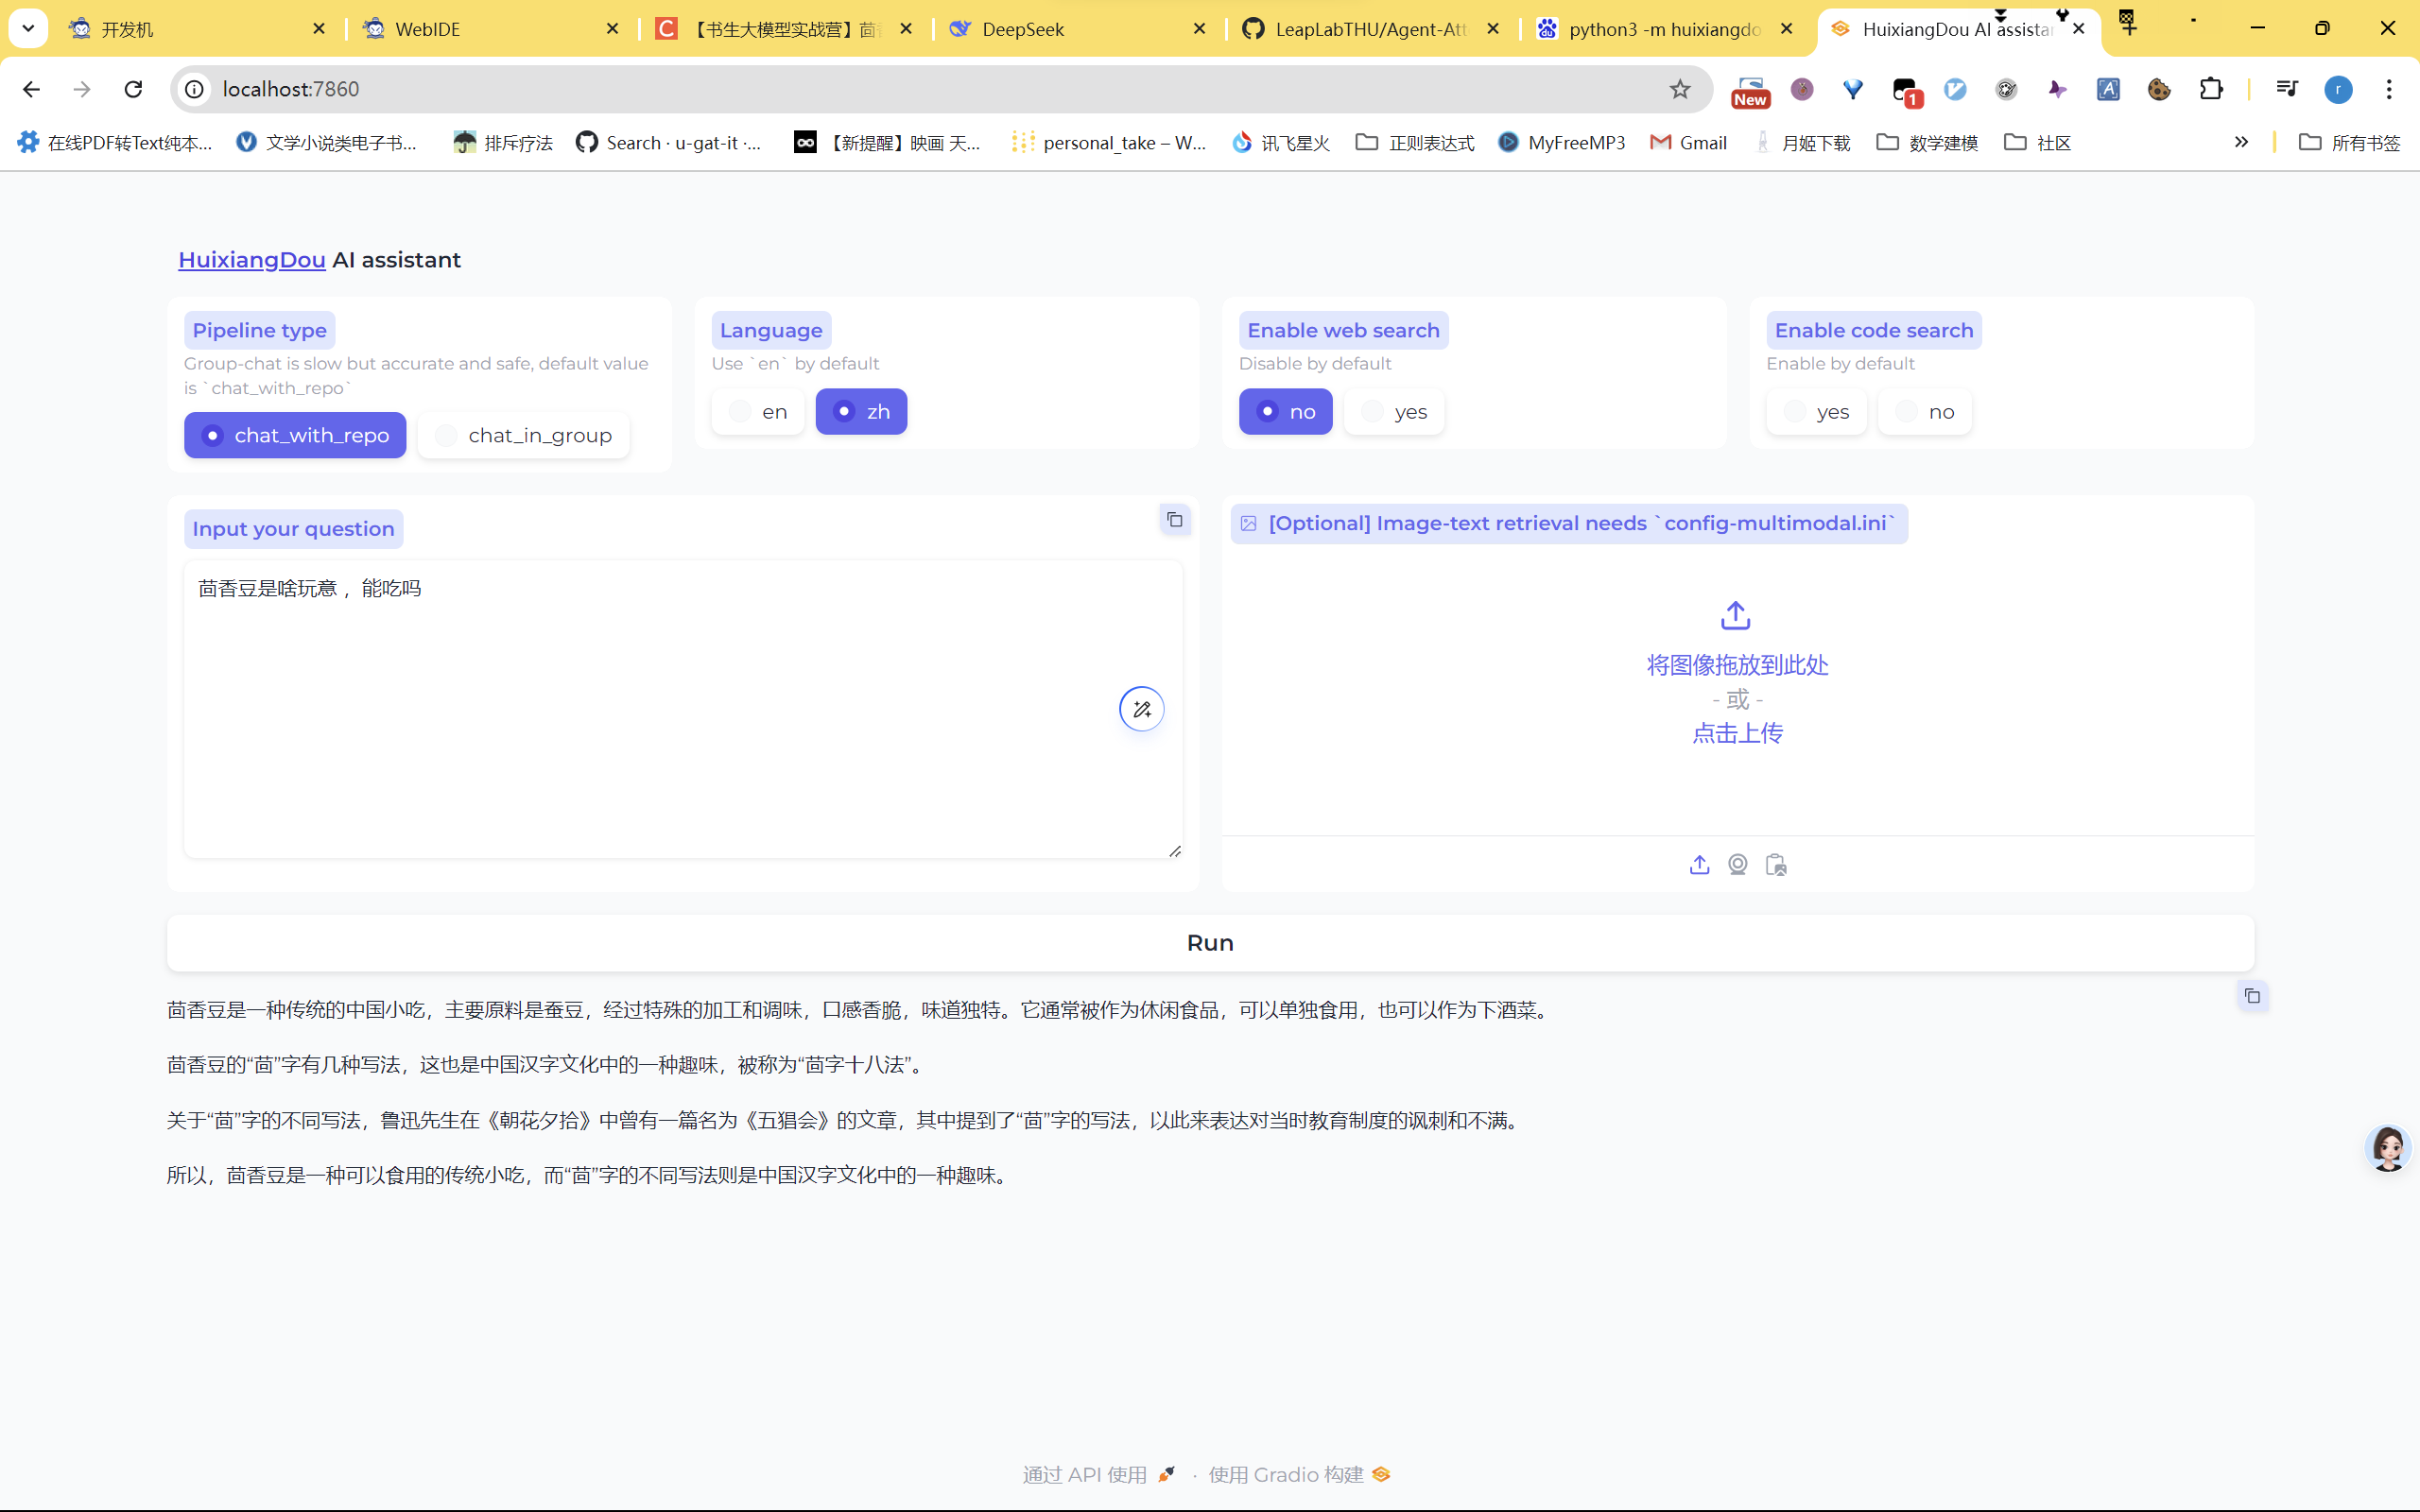 开发机
WebIDE
【书生大模型实战营】茴
DeepSeek
LeapLabTHU/Agent-Att
python3 -m huixiangdo
HuixiangDou AI assistar
localhost:7860
New
1
r
在线PDF转Text纯本...
文学小说类电子书...
排斥疗法
Search · u-gat-it ·...
【新提醒】映画 天...
personal_take – W...
讯飞星火
正则表达式
MyFreeMP3
Gmail
月姬下载
数学建模
社区
所有书签
HuixiangDou AI assistant
Pipeline type
Group-chat is slow but accurate and safe, default value
is `chat_with_repo`
chat_with_repo
chat_in_group
Language
Use `en` by default
en
zh
Enable web search
Disable by default
no
yes
Enable code search
Enable by default
yes
no
Input your question
茴香豆是啥玩意 ，能吃吗
[Optional] Image-text retrieval needs `config-multimodal.ini`
将图像拖放到此处
- 或 -
点击上传
Run
茴香豆是一种传统的中国小吃，主要原料是蚕豆，经过特殊的加工和调味，口感香脆，味道独特。它通常被作为休闲食品，可以单独食用，也可以作为下酒菜。
茴香豆的“茴”字有几种写法，这也是中国汉字文化中的一种趣味，被称为“茴字十八法”。
关于“茴”字的不同写法，鲁迅先生在《朝花夕拾》中曾有一篇名为《五猖会》的文章，其中提到了“茴”字的写法，以此来表达对当时教育制度的讽刺和不满。
所以，茴香豆是一种可以食用的传统小吃，而“茴”字的不同写法则是中国汉字文化中的一种趣味。
通过 API 使用 · 使用 Gradio 构建